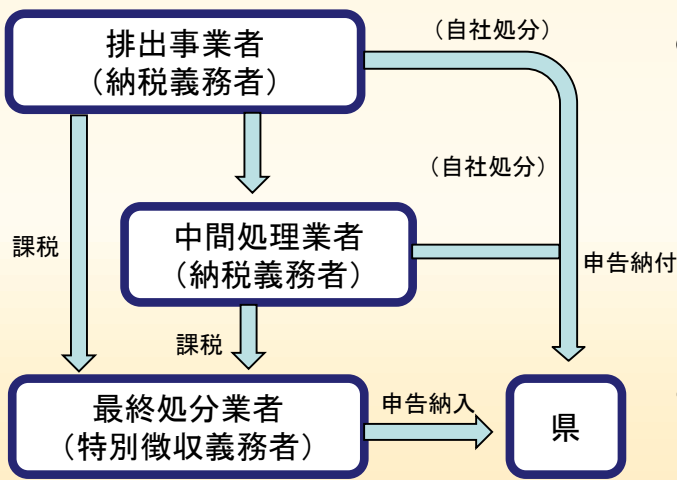 排出事業者
(納税義務者)
(自社処分)
(自社処分)
中間処理業者
(納税義務者)
課税
申告納付
課税
最終処分業者
(特別徴収義務者)
申告納入
県